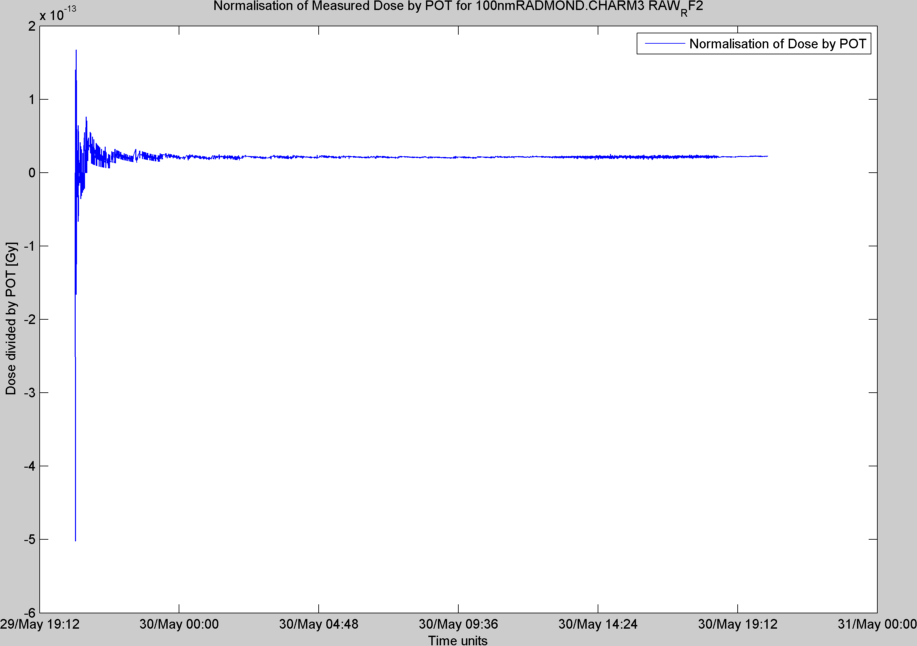 Normalisation of Measured Dose by POT for 100nmRADMOND.CHARM3 RAW_RF2
x 10^-13
Normalisation of Dose by POT
2
1
0
-1
-2
-3
-4
-5
-6
Dose divided by POT [Gy]
29/May 19:12 30/May 00:00 30/May 04:48 30/May 09:36 30/May 14:24 30/May 19:12 31/May 00:00
Time units